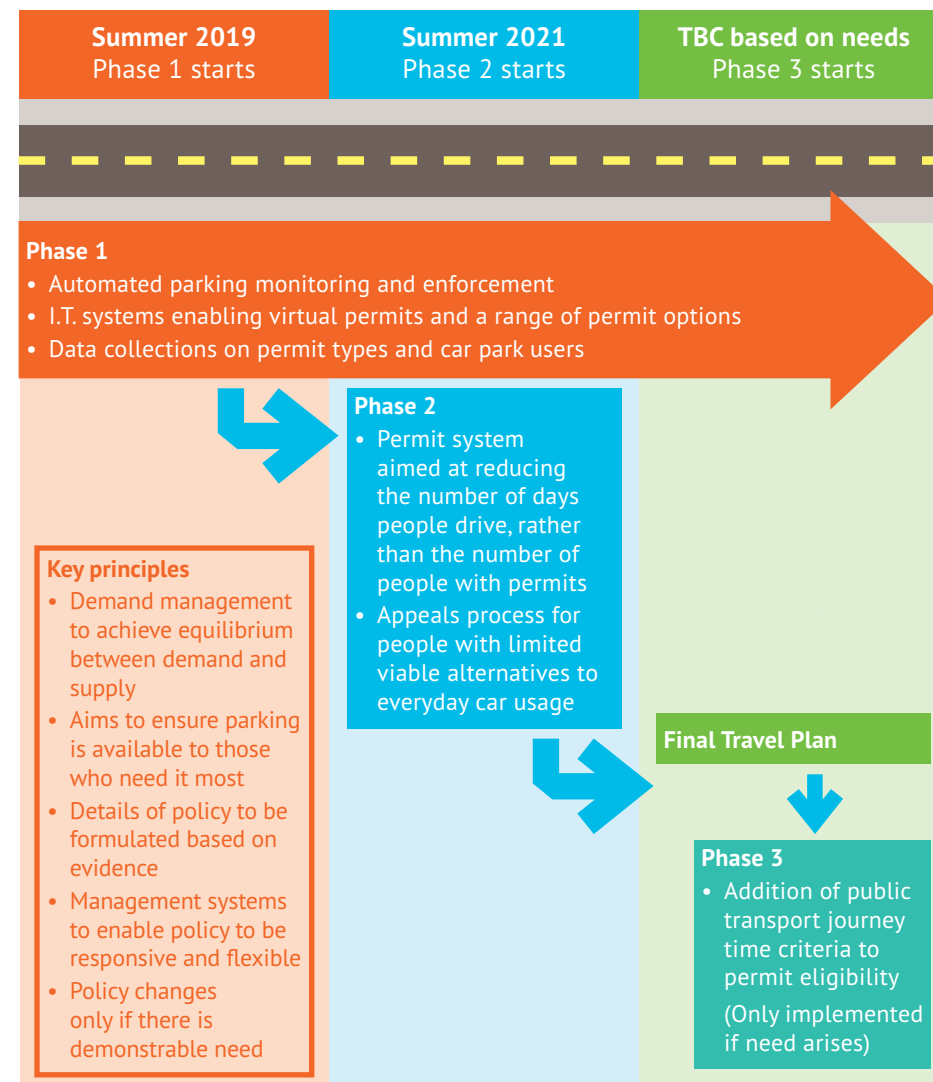 Summer 2019
Phase 1 starts
Summer 2021
Phase 2 starts
TBC based on needs
Phase 3 starts
Phase 1
• Automated parking monitoring and enforcement
• I.T. systems enabling virtual permits and a range of permit options
• Data collections on permit types and car park users
Key principles
• Demand management
to achieve equilibrium
between demand and
supply
• Aims to ensure parking
is available to those
who need it most
• Details of policy to be
formulated based on
evidence
• Management systems
to enable policy to be
responsive and flexible
• Policy changes
only if there is
demonstrable need
Phase 2
• Permit system
aimed at reducing
the number of days
people drive, rather
than the number of
people with permits
• Appeals process for
people with limited
viable alternatives to
everyday car usage
Final Travel Plan
Phase 3
• Addition of public
transport journey
time criteria to
permit eligibility
(Only implemented
if need arises)